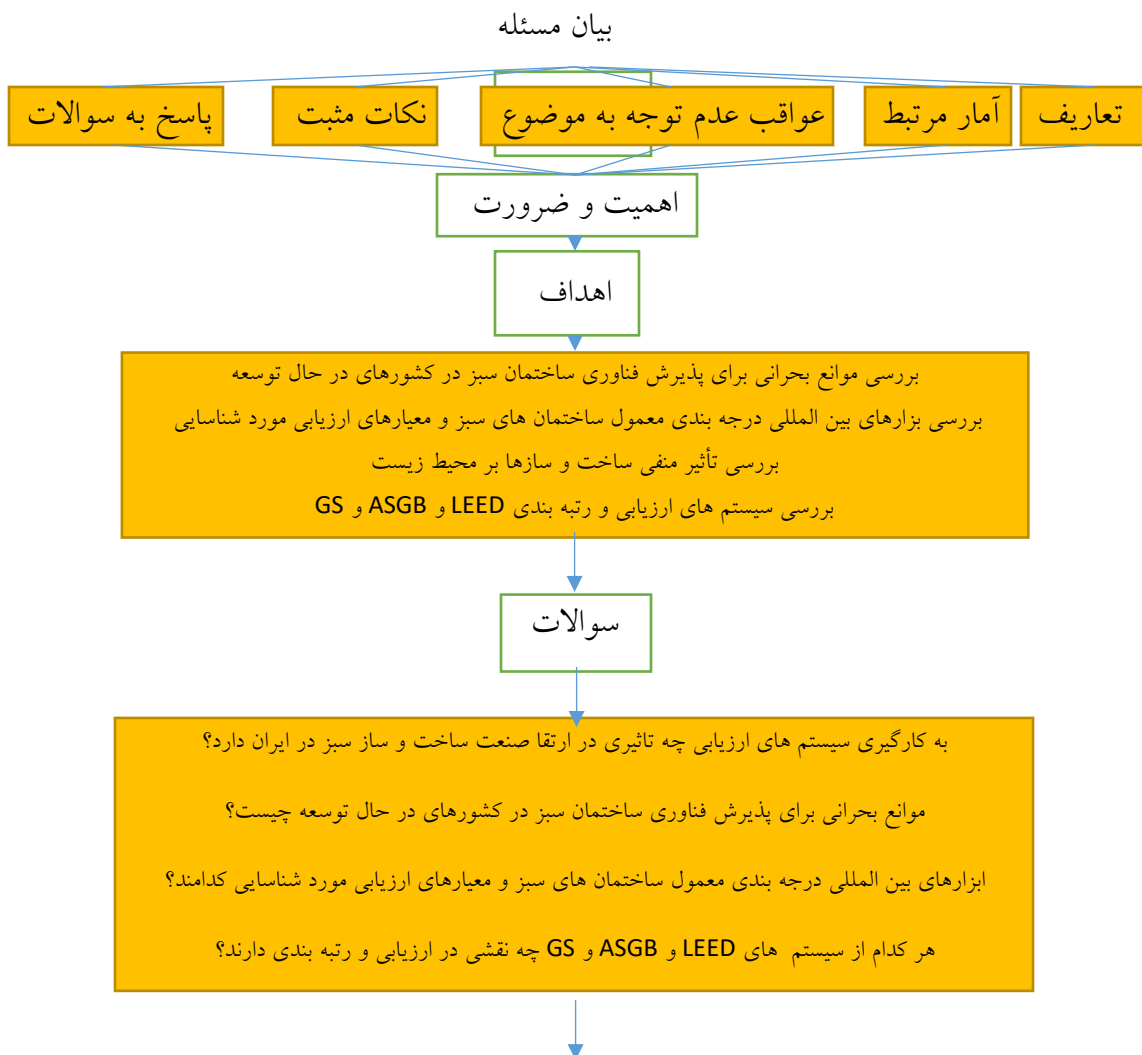 بیان مسئله
تعاریف
آمار مرتبط
عواقب عدم توجه به موضوع
نکات مثبت
پاسخ به سوالات
اهمیت و ضرورت
اهداف
بررسی موانع بحرانی برای پذیرش فناوری ساختمان سبز در کشورهای در حال توسعه
بررسی بزارهای بین المللی درجه بندی معمول ساختمان های سبز و معیارهای ارزیابی مورد شناسایی
بررسی تأثیر منفی ساخت و سازها بر محیط زیست
بررسی سیستم های ارزیابی و رتبه بندی LEED و ASGB و GS
سوالات
به کارگیری سیستم های ارزیابی چه تاثیری در ارتقا صنعت ساخت و ساز سبز در ایران دارد؟
موانع بحرانی برای پذیرش فناوری ساختمان سبز در کشورهای در حال توسعه چیست؟
ابزارهای بین المللی درجه بندی معمول ساختمان های سبز و معیارهای ارزیابی مورد شناسایی کدامند؟
هر کدام از سیستم های LEED و ASGB و GS چه نقشی در ارزیابی و رتبه بندی دارند؟